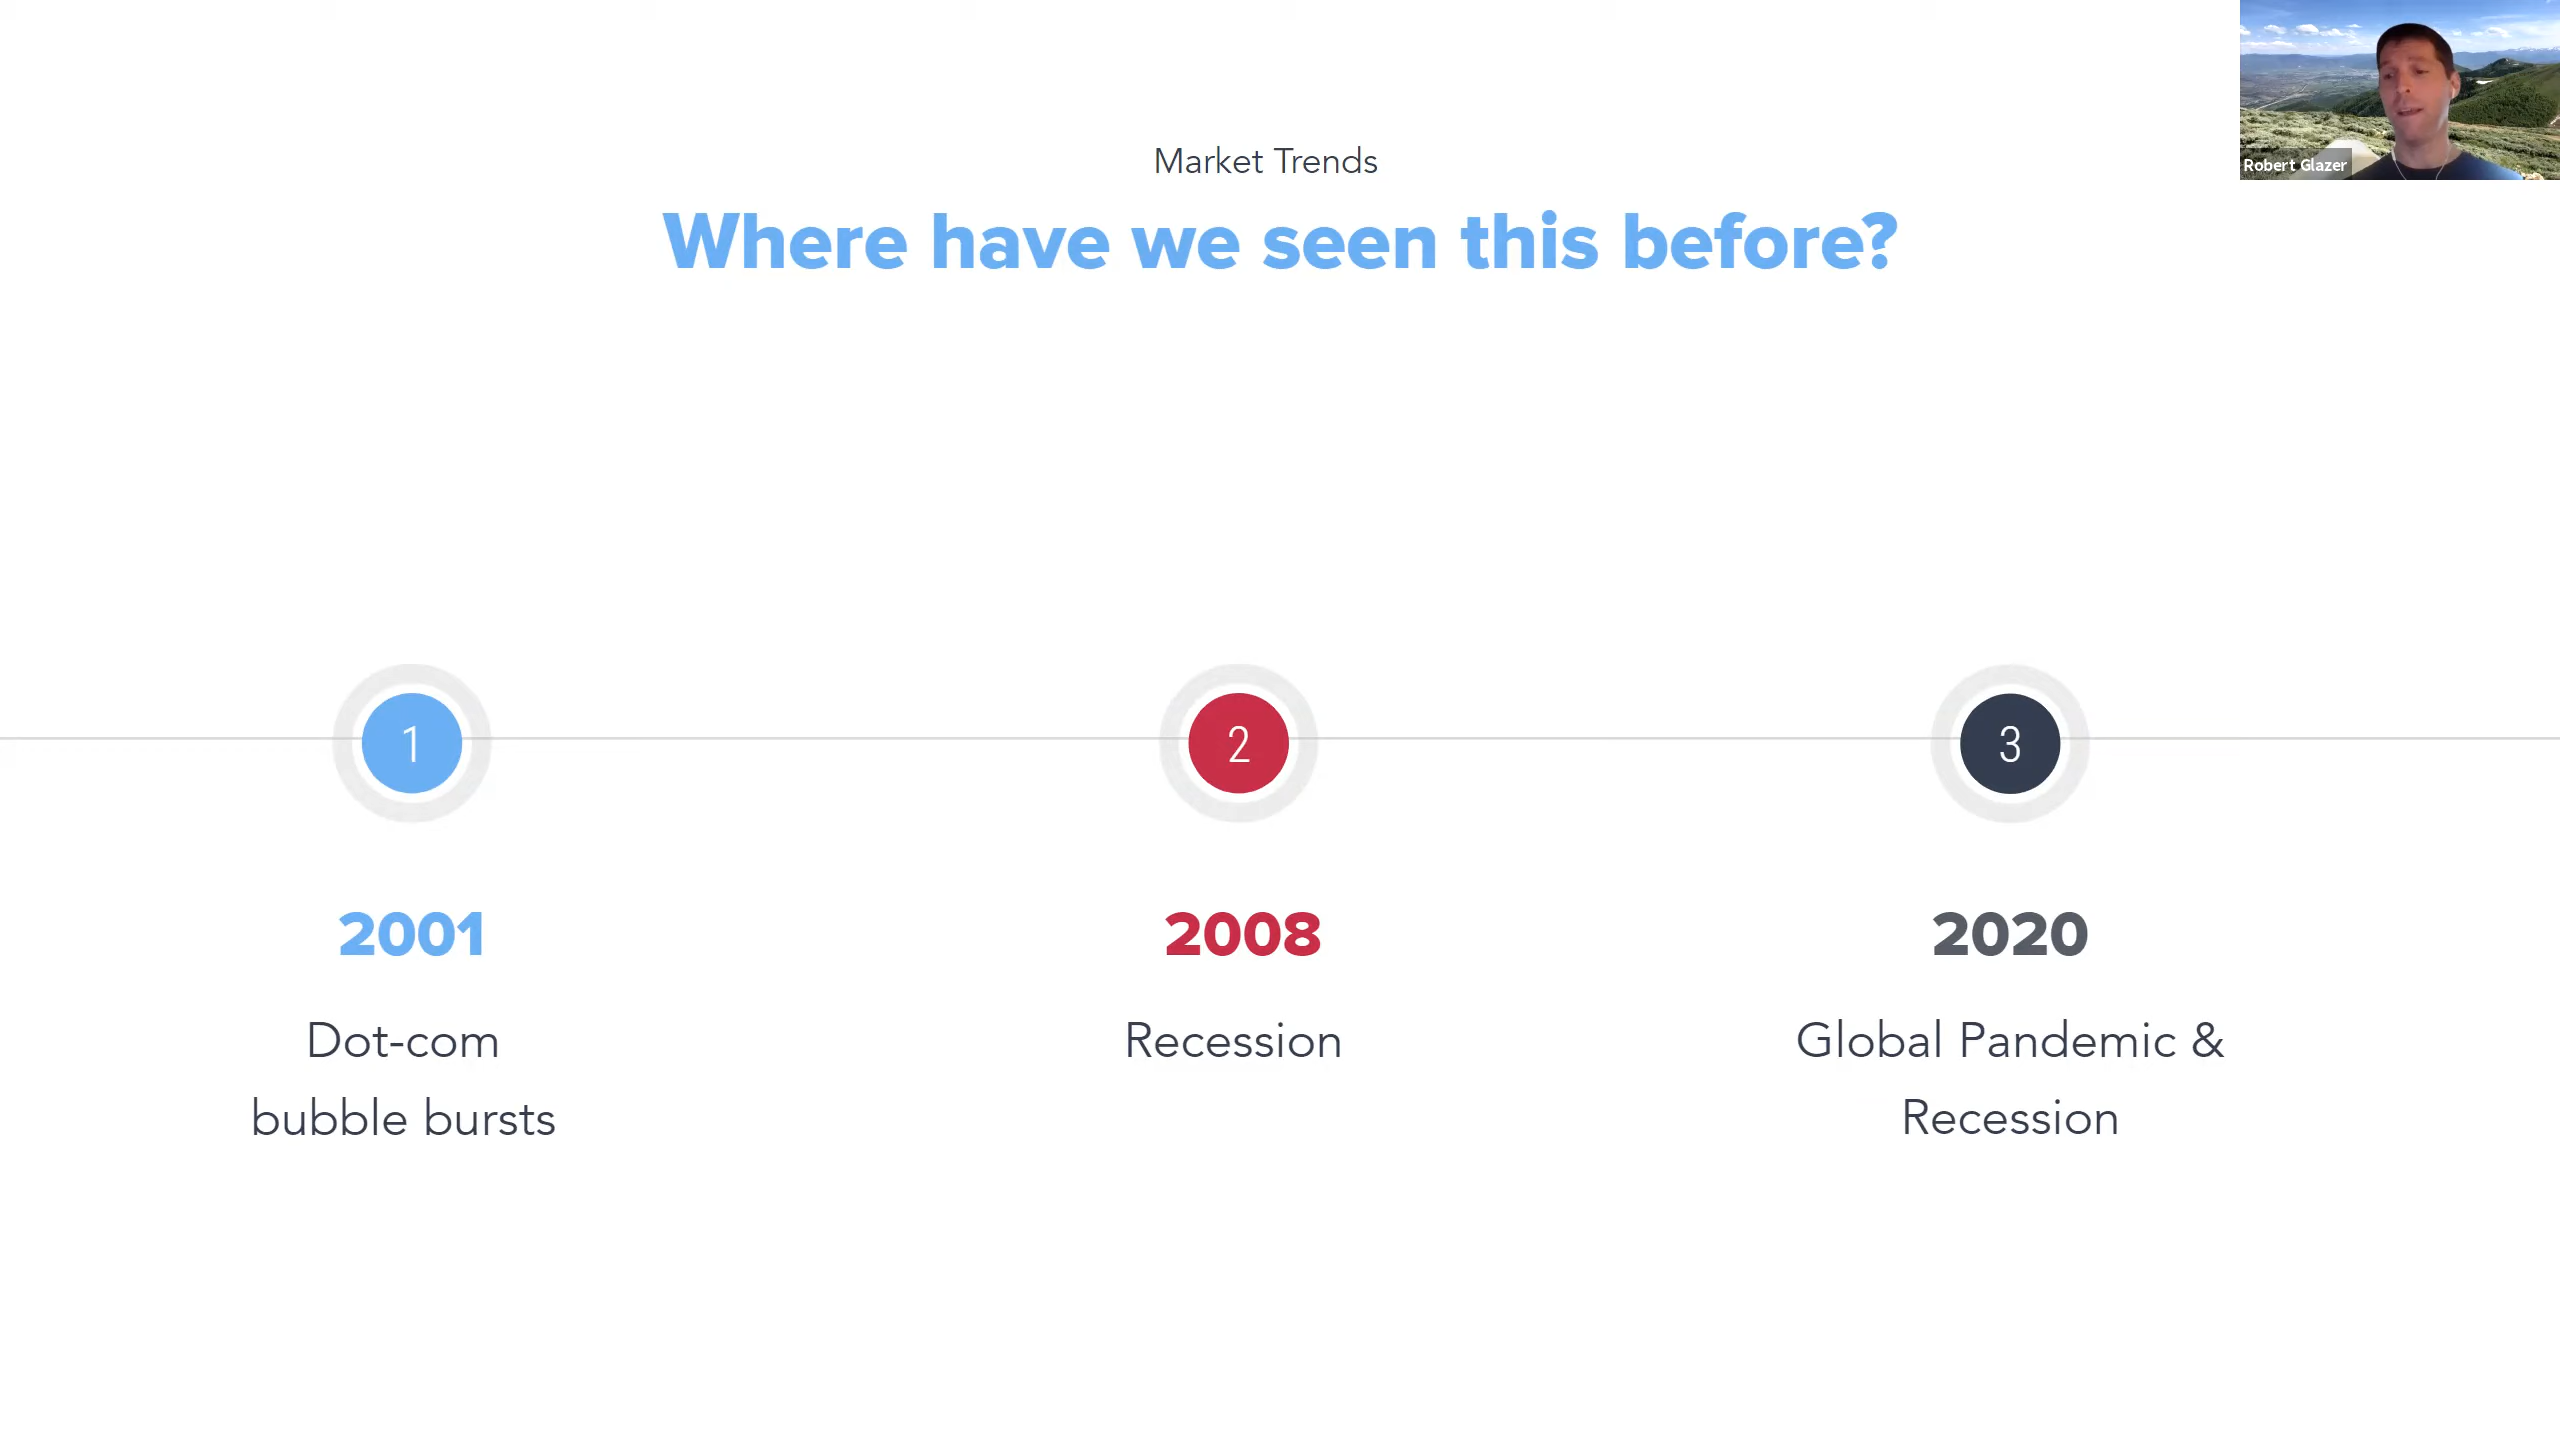 Robert Glazer
Market Trends
Where have we seen this before?
1
2
3
2001
2008
2020
Dot-com
bubble bursts
Recession
Global Pandemic &
Recession